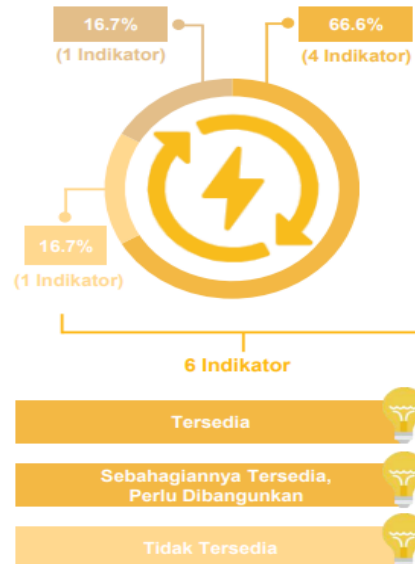 16.7%
(1 Indikator)
66.6%
(4 Indikator)
16.7%
(1 Indikator)
6 Indikator
Tersedia
Sebahagiannya Tersedia,
Perlu Dibangunkan
Tidak Tersedia